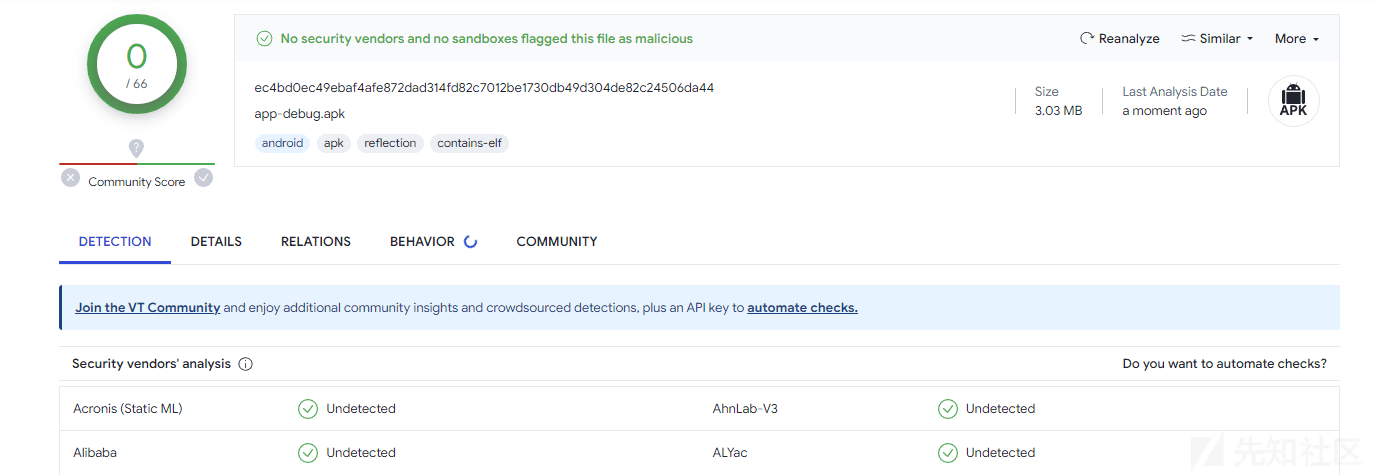 0
/ 66
Community Score
No security vendors and no sandboxes flagged this file as malicious
Reanalyze Similar More
ec4bd0ec49ebaf4afe872dad314fd82c7012be1730db49d304de82c24506da44
app-debug.apk
android apk reflection contains-elf
Size
3.03 MB
Last Analysis Date
a moment ago
APK
DETECTION DETAILS RELATIONS BEHAVIOR COMMUNITY
Join the VT Community and enjoy additional community insights and crowdsourced detections, plus an API key to automate checks.
Security vendors' analysis Do you want to automate checks?
Acronis (Static ML) Undetected AhnLab-V3 Undetected
Alibaba Undetected ALYac Undetected
先知社区